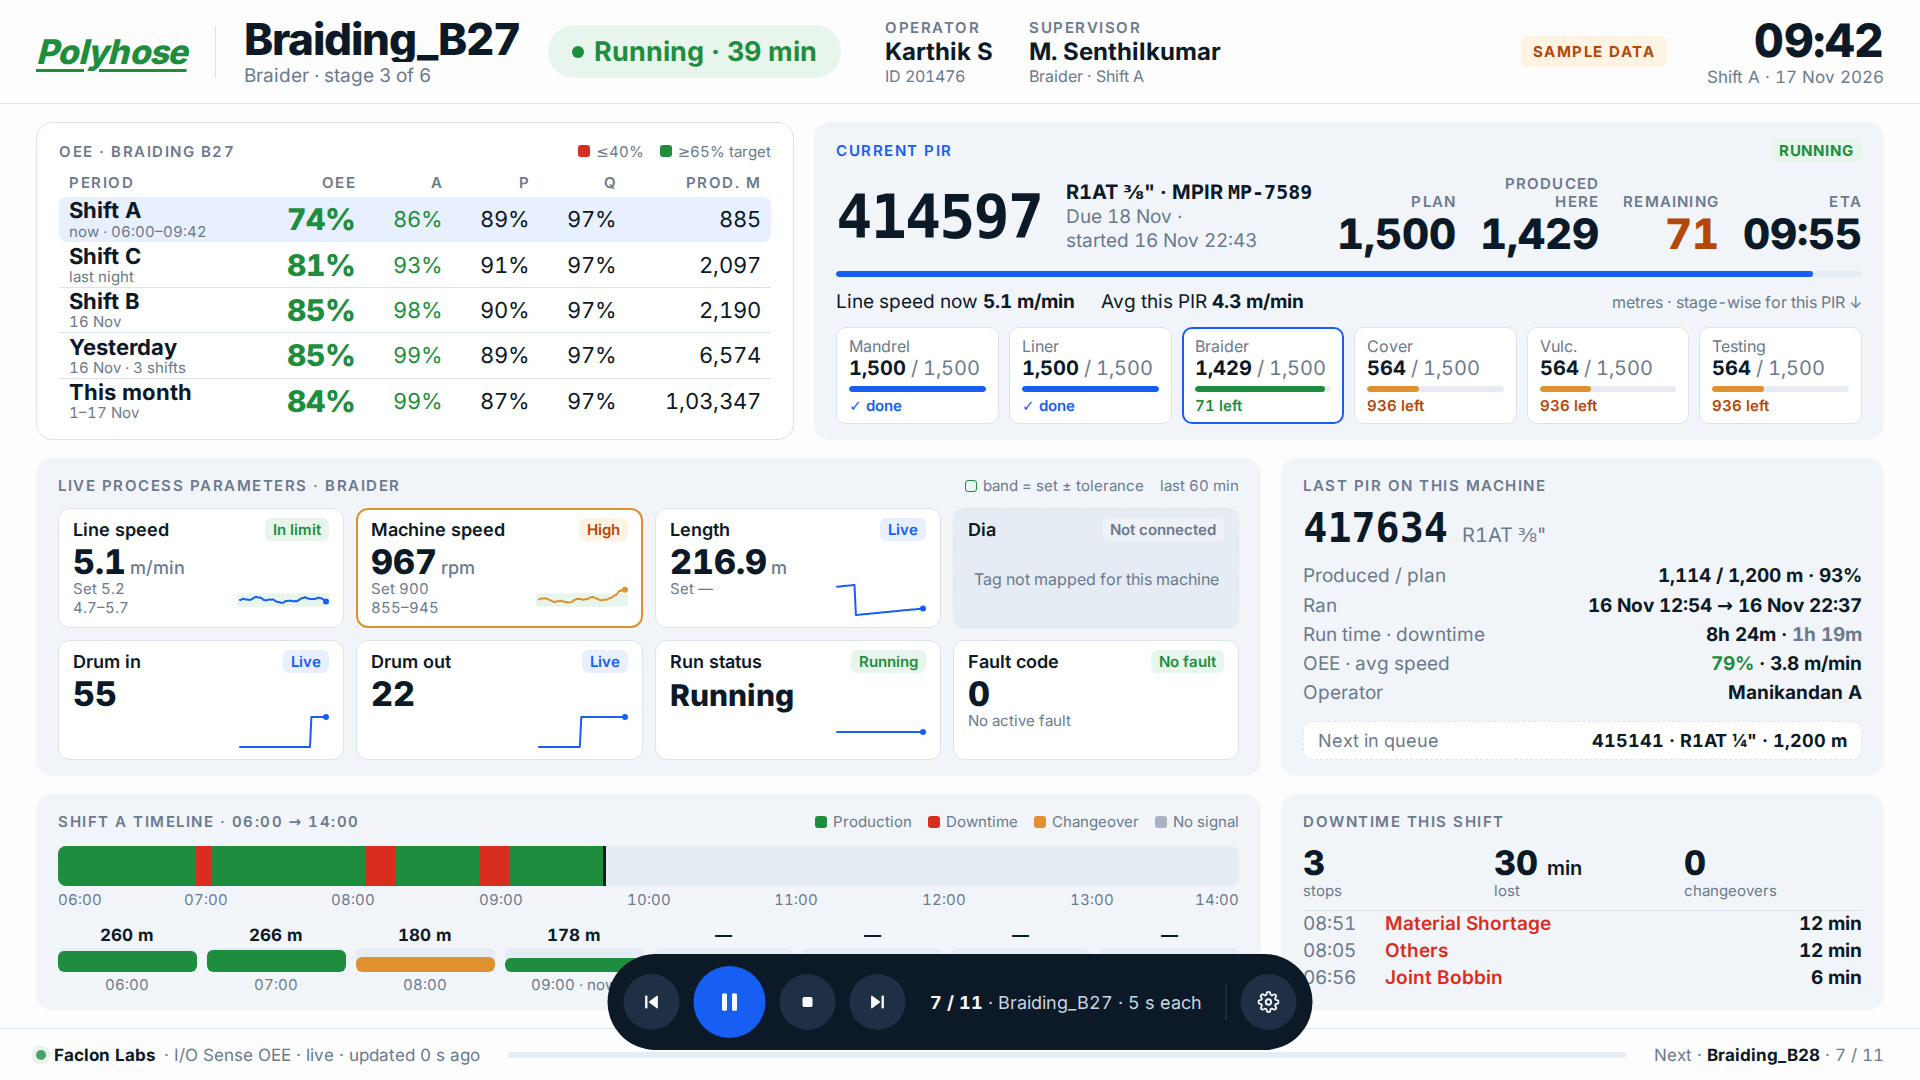 Polyhose
Braiding_B27
Braider · stage 3 of 6
Running · 39 min
OPERATOR
Karthik S
ID 201476
SUPERVISOR
M. Senthilkumar
Braider · Shift A
SAMPLE DATA
09:42
Shift A · 17 Nov 2026
OEE · BRAIDING B27
≤40% ≥65% target
PERIOD OEE A P Q PROD. M
Shift A 74% 86% 89% 97% 885
now · 06:00–09:42
Shift C 81% 93% 91% 97% 2,097
last night
Shift B 85% 98% 90% 97% 2,190
16 Nov
Yesterday 85% 99% 89% 97% 6,574
16 Nov · 3 shifts
This month 84% 99% 87% 97% 1,03,347
1–17 Nov
CURRENT PIR
RUNNING
414597
R1AT ⅜" · MPIR MP-7589
Due 18 Nov ·
started 16 Nov 22:43
PLAN
1,500
PRODUCED
HERE
1,429
REMAINING
71
ETA
09:55
Line speed now 5.1 m/min Avg this PIR 4.3 m/min
metres · stage-wise for this PIR ↓
Mandrel
1,500 / 1,500
✓ done
Liner
1,500 / 1,500
✓ done
Braider
1,429 / 1,500
71 left
Cover
564 / 1,500
936 left
Vulc.
564 / 1,500
936 left
Testing
564 / 1,500
936 left
LIVE PROCESS PARAMETERS · BRAIDER
band = set ± tolerance last 60 min
Line speed In limit
5.1 m/min
Set 5.2
4.7–5.7
Machine speed High
967 rpm
Set 900
855–945
Length Live
216.9 m
Set —
Dia Not connected
Tag not mapped for this machine
Drum in Live
55
Drum out Live
22
Run status Running
Running
Fault code No fault
0
No active fault
LAST PIR ON THIS MACHINE
417634 R1AT ⅜"
Produced / plan 1,114 / 1,200 m · 93%
Ran 16 Nov 12:54 → 16 Nov 22:37
Run time · downtime 8h 24m · 1h 19m
OEE · avg speed 79% · 3.8 m/min
Operator Manikandan A
Next in queue 415141 · R1AT ¼" · 1,200 m
SHIFT A TIMELINE · 06:00 → 14:00
Production Downtime Changeover No signal
06:00 07:00 08:00 09:00 10:00 11:00 12:00 13:00 14:00
260 m 266 m 180 m 178 m — — — —
06:00 07:00 08:00 09:00 · now
DOWNTIME THIS SHIFT
3
stops
30 min
lost
0
changeovers
08:51 Material Shortage 12 min
08:05 Others 12 min
06:56 Joint Bobbin 6 min
7 / 11 · Braiding_B27 · 5 s each
Faclon Labs · I/O Sense OEE · live · updated 0 s ago
Next · Braiding_B28 · 7 / 11